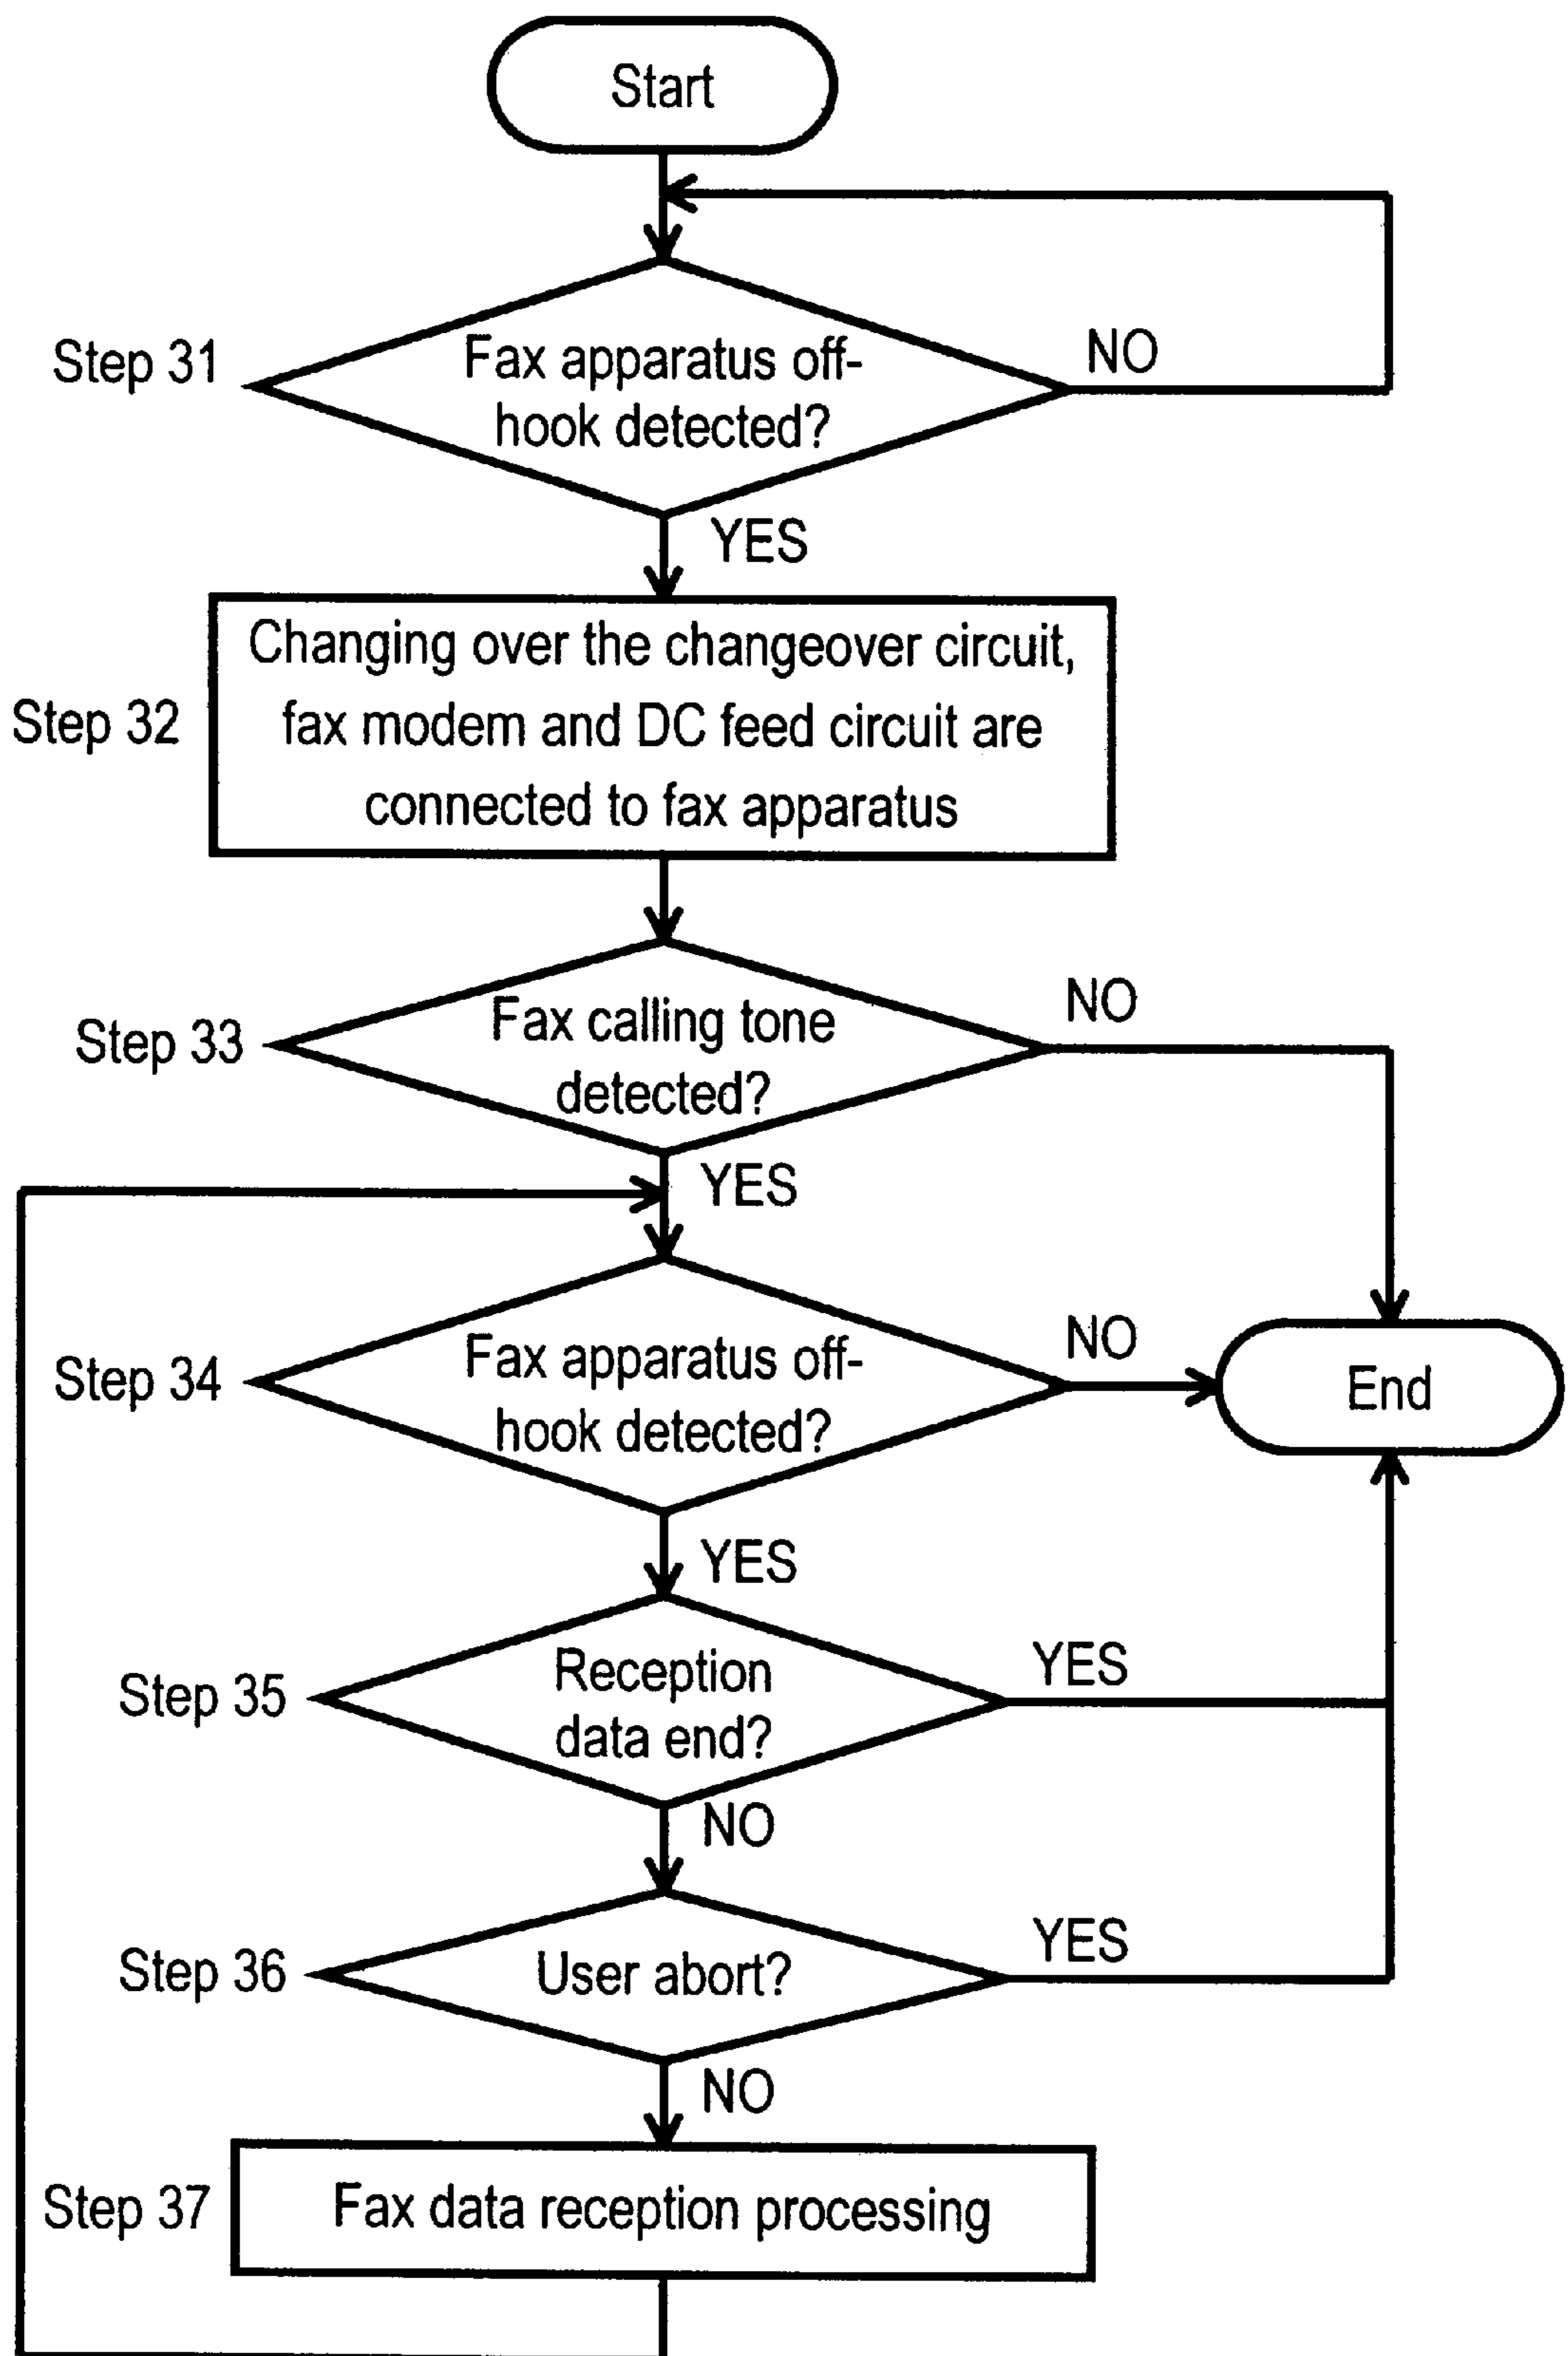 Start
Step 31
Fax apparatus off-
hook detected?
NO
YES
Step 32
Changing over the changeover circuit,
fax modem and DC feed circuit are
connected to fax apparatus
Step 33
Fax calling tone
detected?
NO
YES
Step 34
Fax apparatus off-
hook detected?
NO
End
YES
Step 35
Reception
data end?
YES
NO
Step 36
User abort?
YES
NO
Step 37
Fax data reception processing